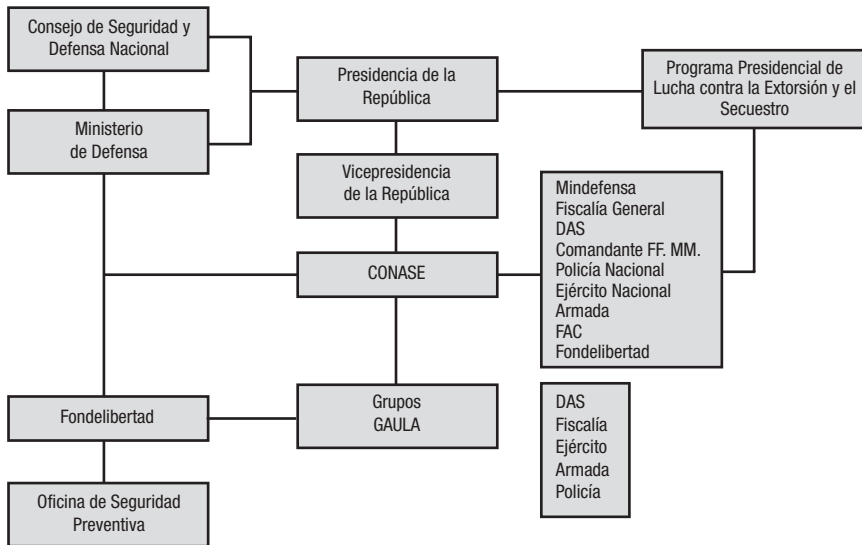 Consejo de Seguridad y
Defensa Nacional
Presidencia de la
República
Programa Presidencial de
Lucha contra la Extorsión y el
Secuestro
Ministerio
de Defensa
Vicepresidencia
de la República
Mindefensa
Fiscalía General
DAS
Comandante FF. MM.
Policía Nacional
Ejército Nacional
Armada
FAC
Fondelibertad
CONASE
Fondelibertad
Grupos
GAULA
DAS
Fiscalía
Ejército
Armada
Policía
Oficina de Seguridad
Preventiva